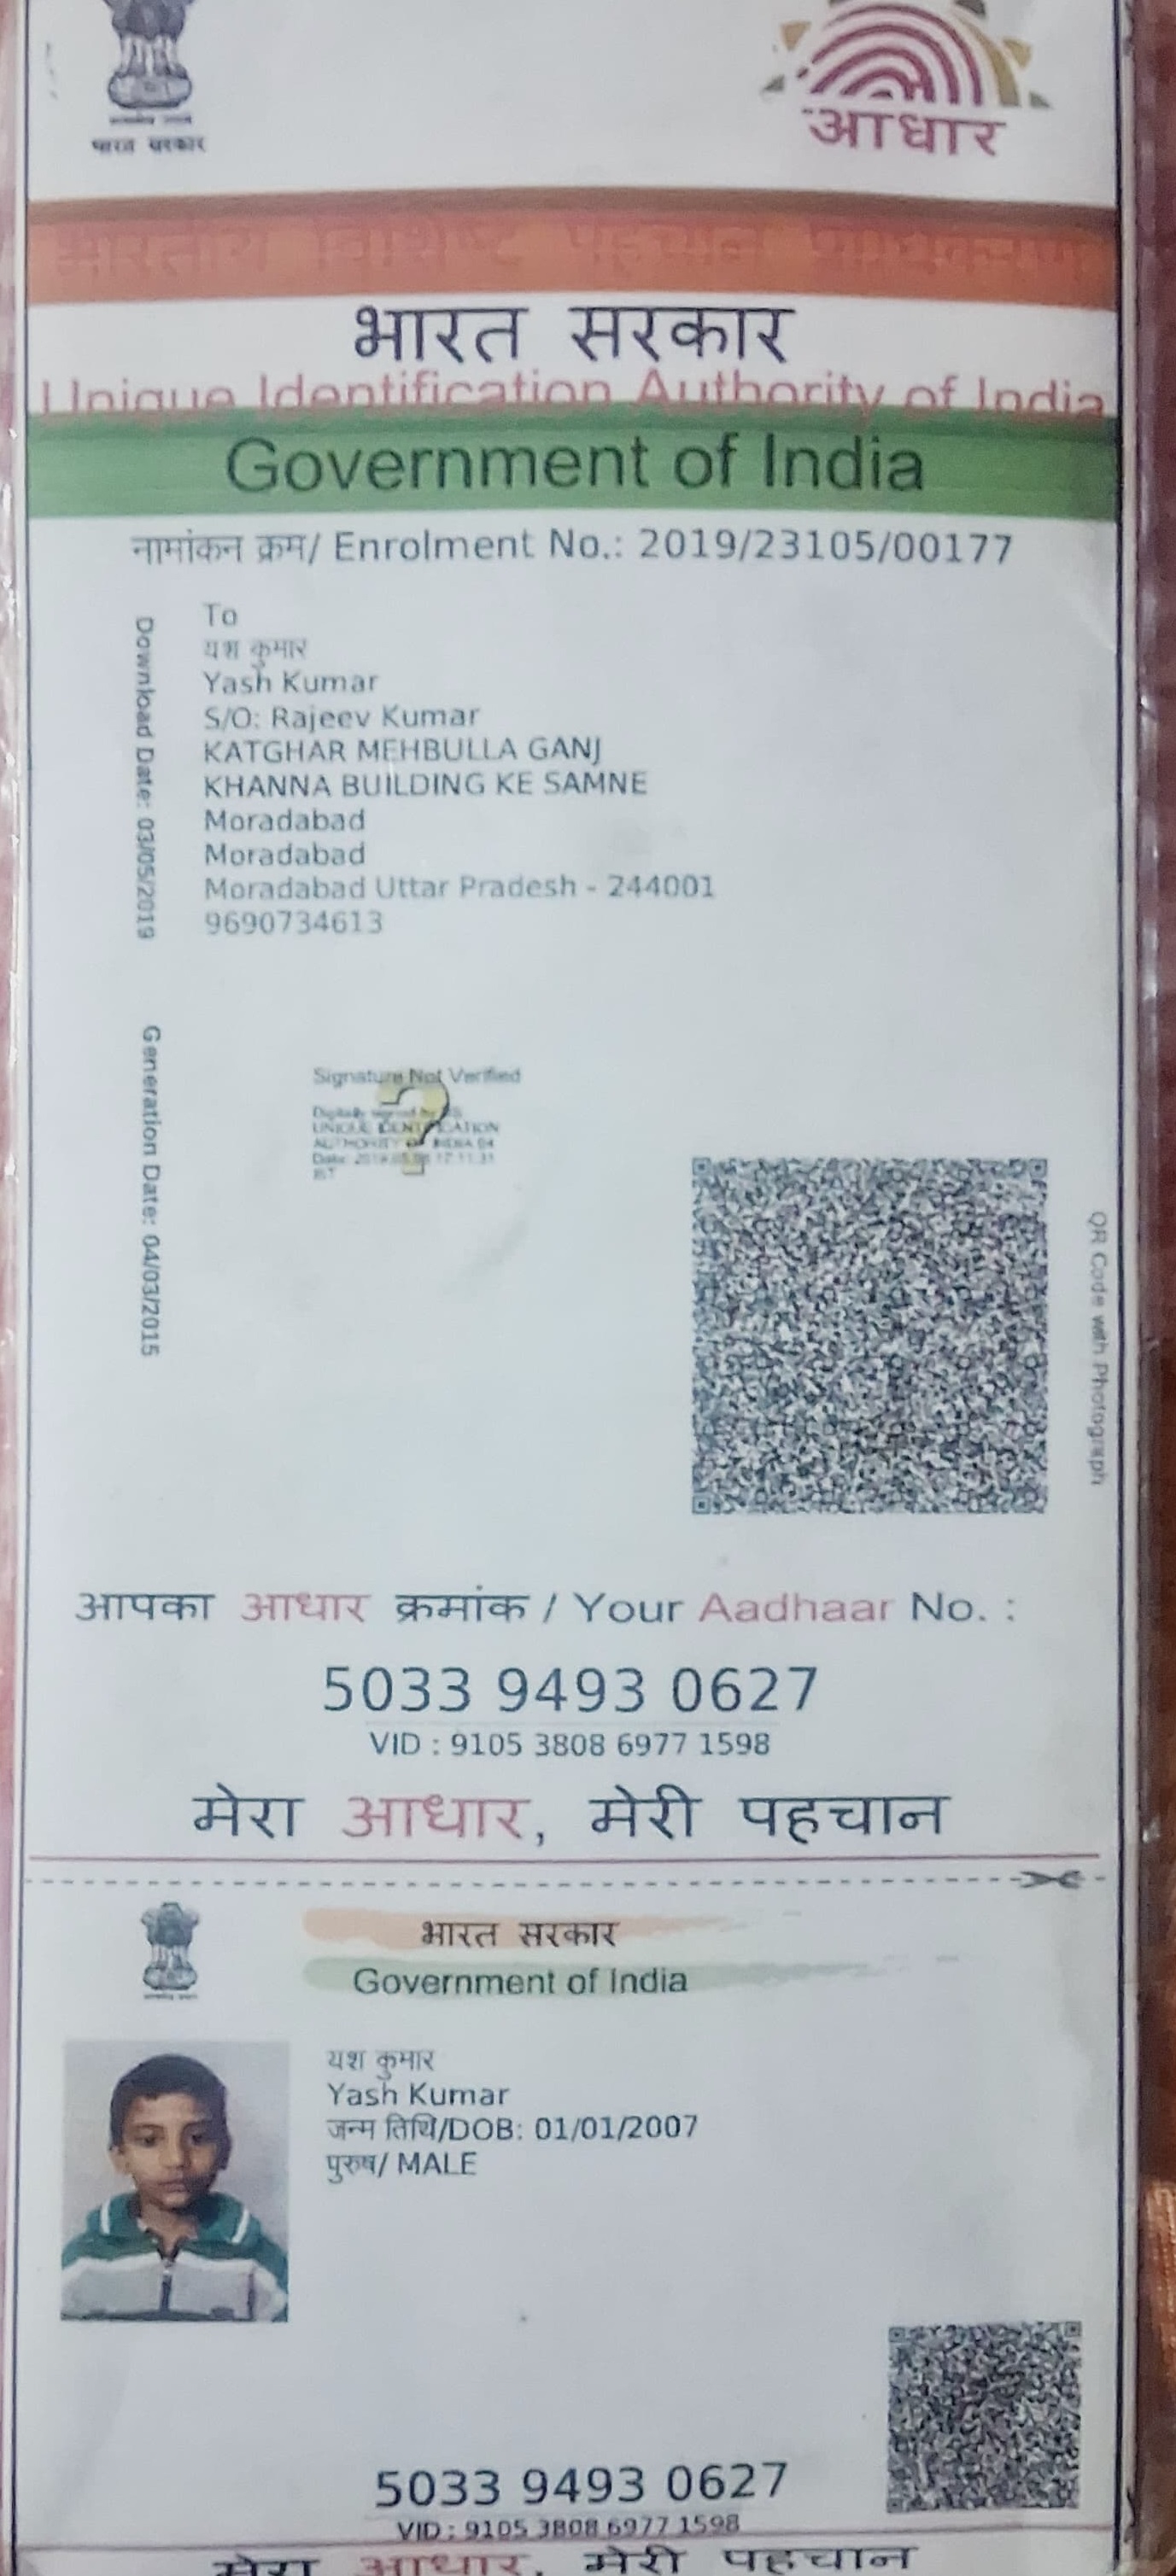 भारत सरकार
आधार
भारत सरकार
Unique Identification Authority of India
Government of India
नामांकन क्रम/ Enrolment No.: 2019/23105/00177
To
यश कुमार
Yash Kumar
S/O: Rajeev Kumar
KATGHAR MEHBULLA GANJ
KHANNA BUILDING KE SAMNE
Moradabad
Moradabad
Moradabad Uttar Pradesh - 244001
9690734613
Download Date: 03/05/2019
Generation Date: 04/03/2015
Signature Not Verified
QR Code with Photograph
आपका आधार क्रमांक / Your Aadhaar No. :
5033 9493 0627
VID : 9105 3808 6977 1598
मेरा आधार, मेरी पहचान
भारत सरकार
Government of India
यश कुमार
Yash Kumar
जन्म तिथि/DOB: 01/01/2007
पुरुष/ MALE
5033 9493 0627
VID : 9105 3808 6977 1598
मेरा आधार, मेरी पहचान